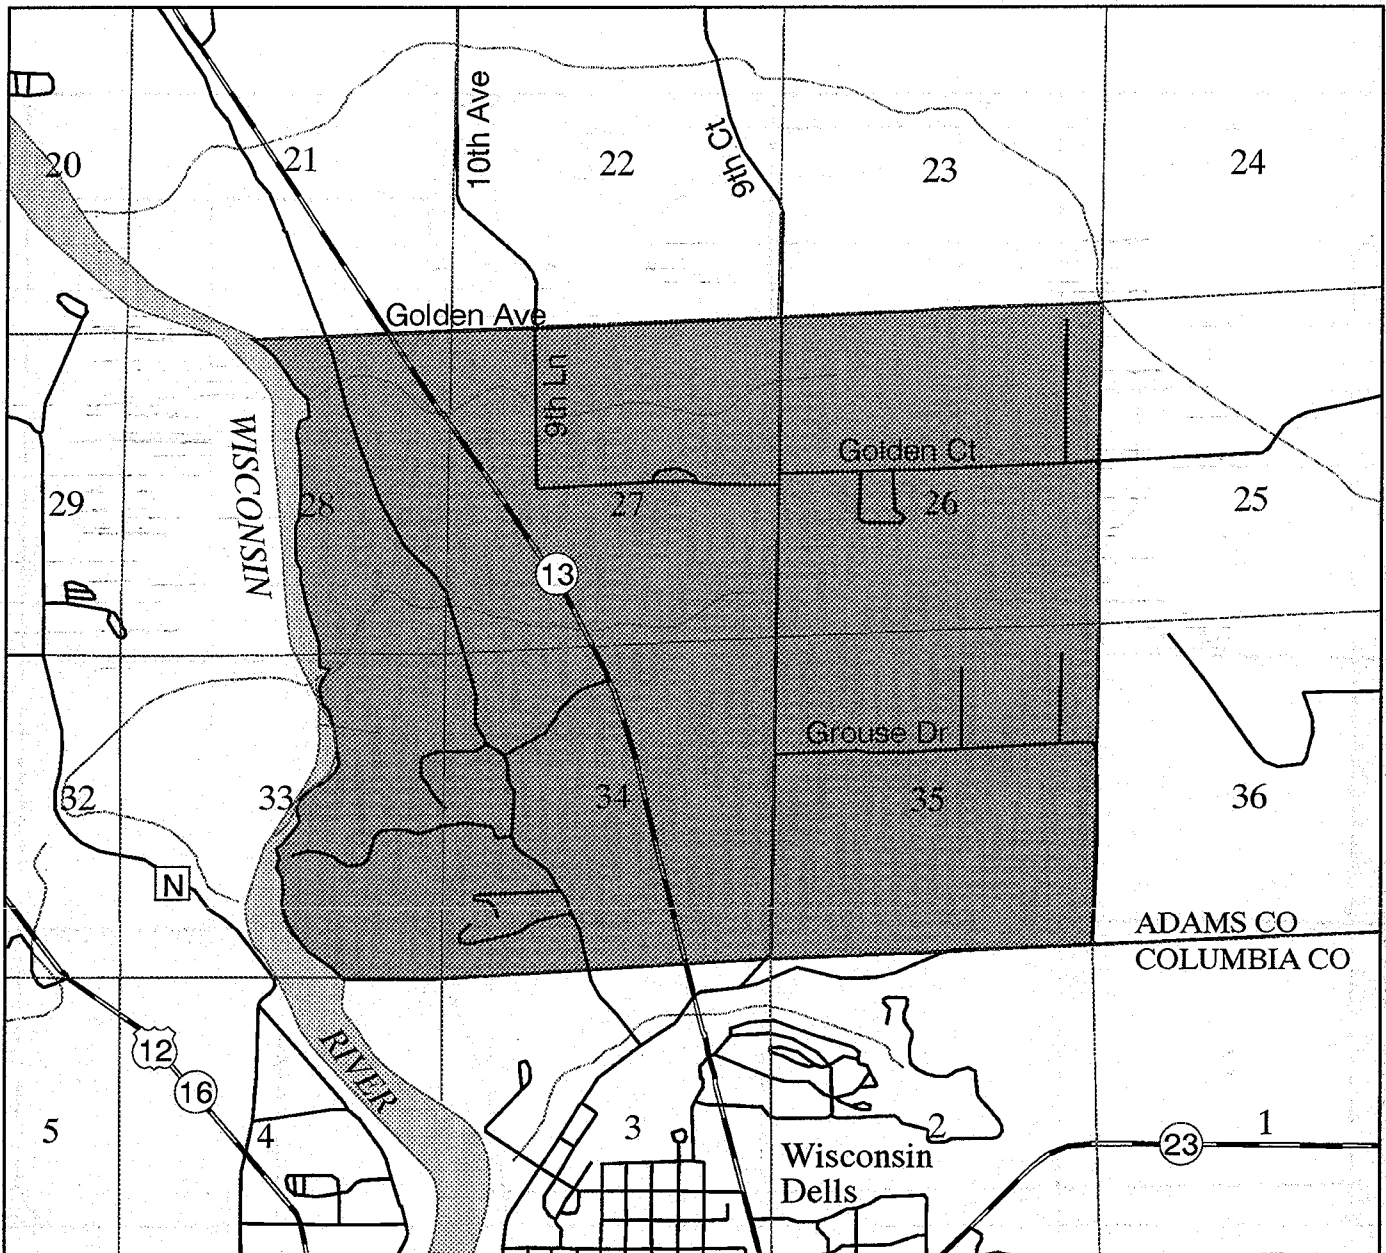 20
21
10th Ave
22
9th Ct
23
24
Golden Ave
9th Ln
Golden Ct
WISCONSIN
29
28
27
26
25
13
Grouse Dr
32
33
34
35
36
N
ADAMS CO
COLUMBIA CO
RIVER
12
16
5
4
3
2
1
23
Wisconsin
Dells